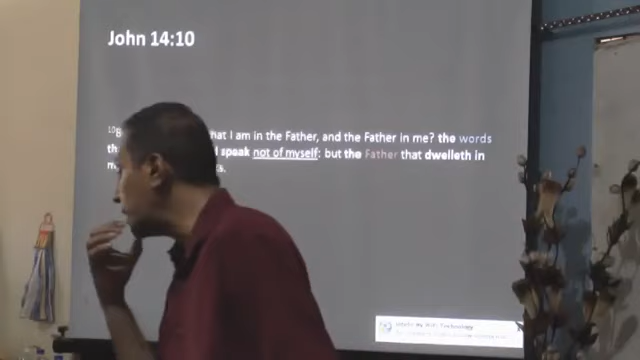 John 14:10
hat I am in the Father, and the Father in me? the words
I speak not of myself: but the Father that dwelleth in